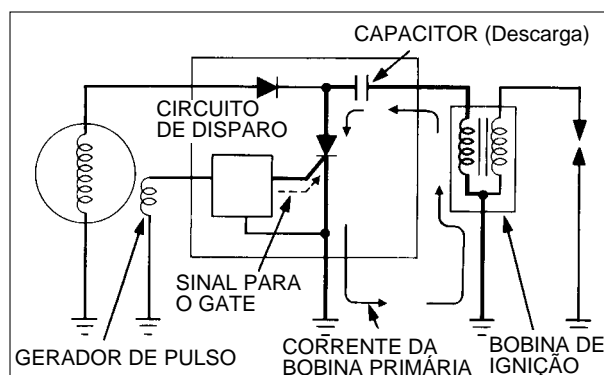 CAPACITOR (Descarga)
CIRCUITO
DE DISPARO
SINAL PARA
O GATE
GERADOR DE PULSO
CORRENTE DA
BOBINA PRIMÁRIA
BOBINA DE
IGNIÇÃO